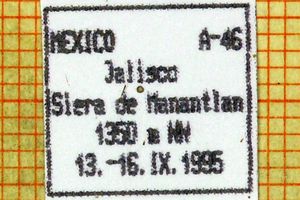 MEXICO A-46
Jalisco
Siera de Manantlan
1350 m NN
13.-16. IX. 1995